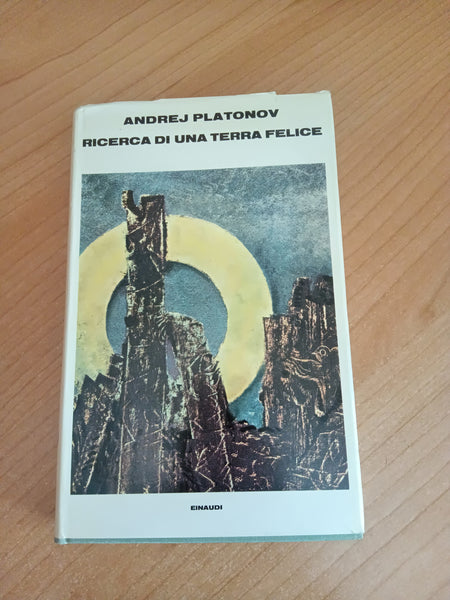 ANDREJ PLATONOV
RICERCA DI UNA TERRA FELICE
EINAUDI